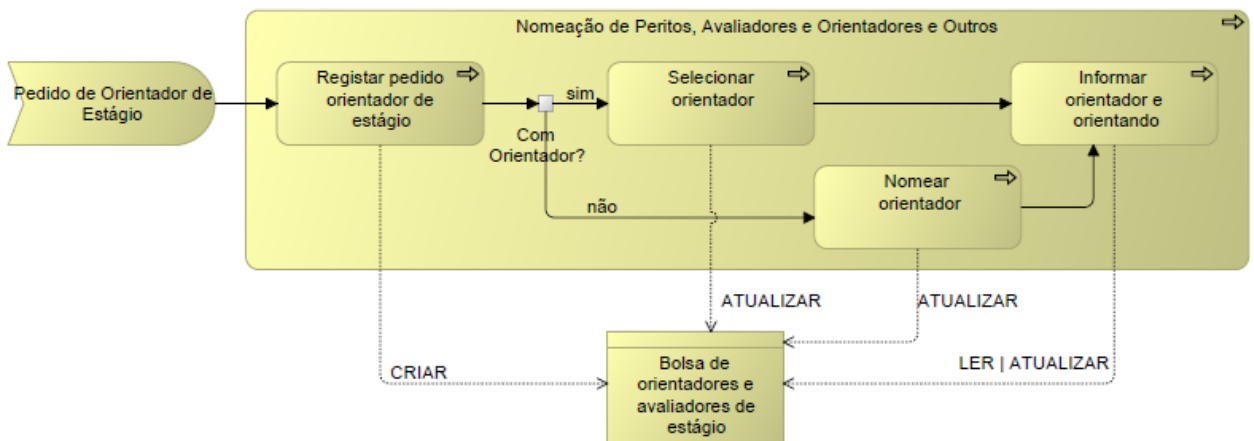 Nomeação de Peritos, Avaliadores e Orientadores e Outros
Pedido de Orientador de
Estágio
Registar pedido
orientador de
estágio
sim
Com
Orientador?
não
Selecionar
orientador
Nomear
orientador
Informar
orientador e
orientando
ATUALIZAR
ATUALIZAR
CRIAR
LER | ATUALIZAR
Bolsa de
orientadores e
avaliadores de
estágio